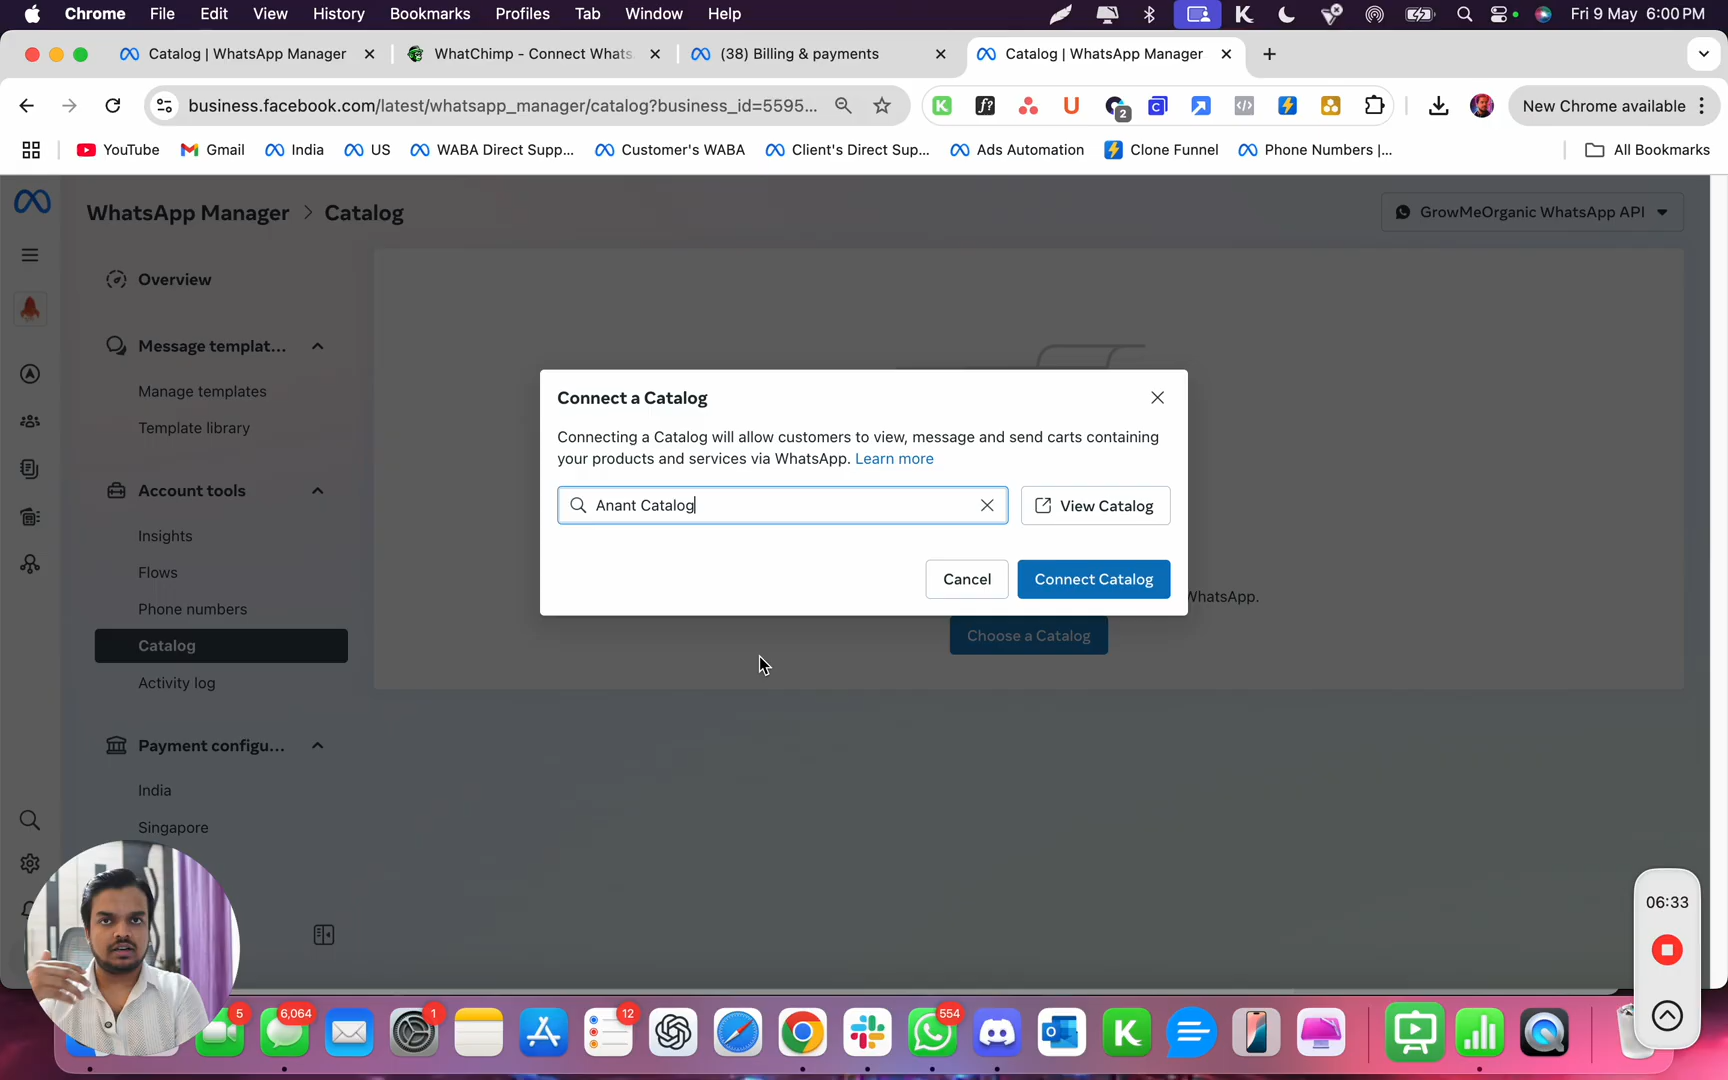 Chrome File Edit View History Bookmarks Profiles Tab Window Help Fri 9 May 6:00 PM
Catalog | WhatsApp Manager
WhatChimp - Connect Whats
(38) Billing & payments
Catalog | WhatsApp Manager
business.facebook.com/latest/whatsapp_manager/catalog?business_id=5595...
2
New Chrome available
YouTube Gmail India US WABA Direct Supp... Customer's WABA Client's Direct Sup... Ads Automation Clone Funnel Phone Numbers |... All Bookmarks
WhatsApp Manager > Catalog
GrowMeOrganic WhatsApp API
Overview
Message templat...
Manage templates
Template library
Account tools
Insights
Flows
Phone numbers
Catalog
Activity log
Payment configu...
India
Singapore
Connect a Catalog
Connecting a Catalog will allow customers to view, message and send carts containing
your products and services via WhatsApp. Learn more
Anant Catalog
View Catalog
Cancel
Connect Catalog
WhatsApp.
Choose a Catalog
06:33
5
6,064
1
12
554